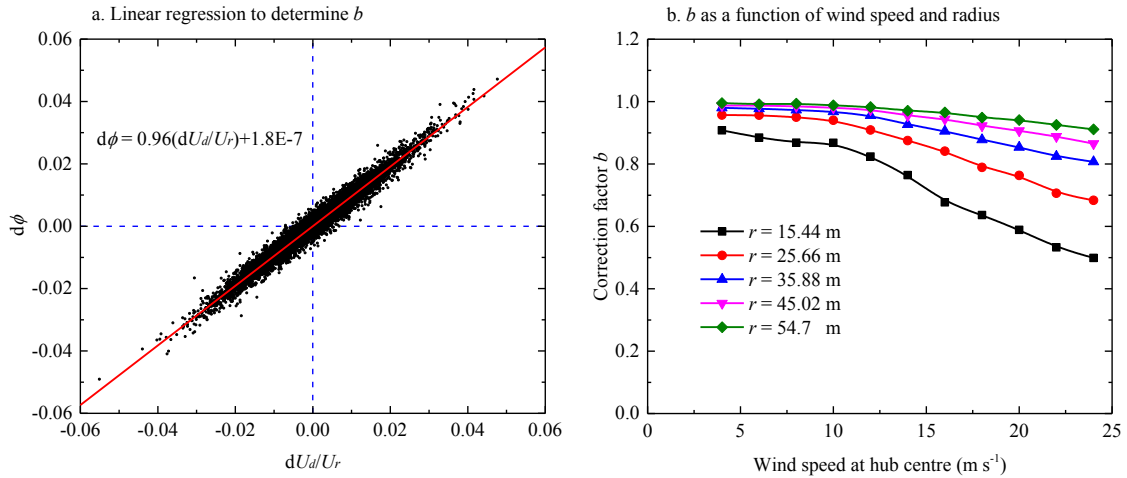 a. Linear regression to determine b
0.06
0.04
0.02
0.00
-0.02
-0.04
-0.06
dϕ
dϕ = 0.96(dUd/Ur)+1.8E-7
-0.06 -0.04 -0.02 0.00 0.02 0.04 0.06
dUd/Ur
b. b as a function of wind speed and radius
1.2
1.0
0.8
0.6
0.4
0.2
0.0
Correction factor b
r = 15.44 m
r = 25.66 m
r = 35.88 m
r = 45.02 m
r = 54.7 m
0 5 10 15 20 25
Wind speed at hub centre (m s⁻¹)